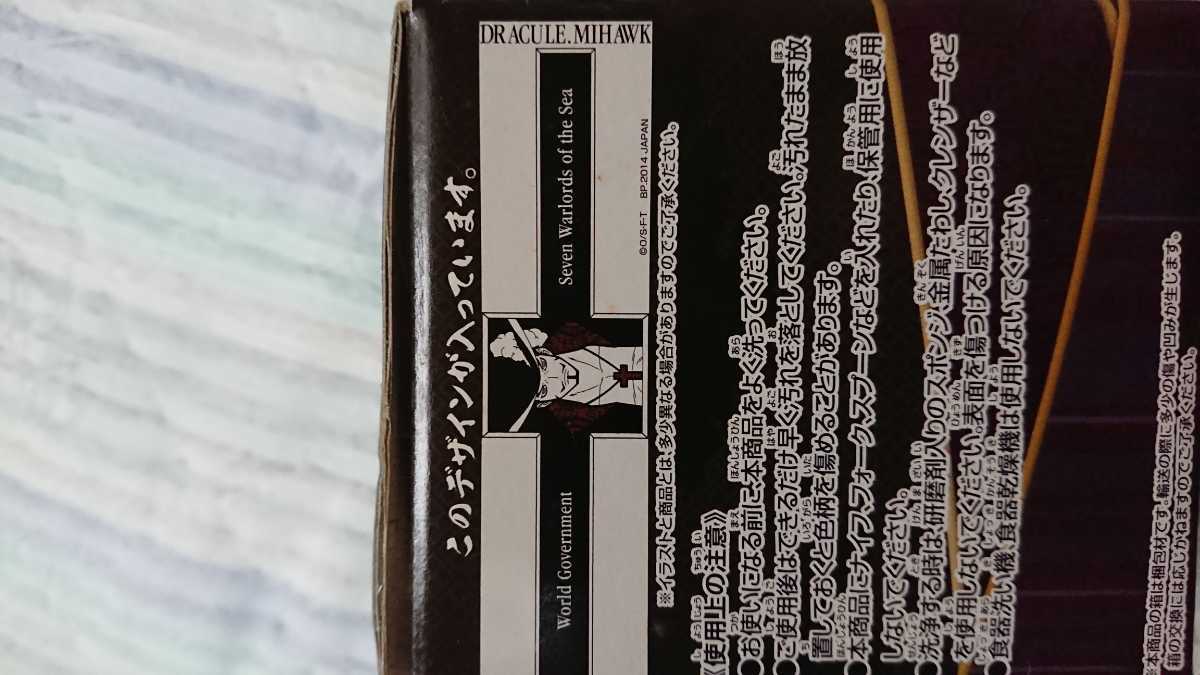 このデザインが入っています。
DRACULE.MIHAWK
World Government
Seven Warlords of the Sea
©O/S・F・T BP.2014 JAPAN
※イラストと商品とは、多少異なる場合がありますのでご了承ください。
《使用上の注意》
○お使いになる前に、本商品をよく洗ってください。
○ご使用後はできるだけ早く汚れを落としてください。汚れたまま放
置しておくと色柄を傷めることがあります。
○本商品にナイフ、フォーク、スプーンなどを入れたり、保管用に使用
しないでください。
○洗浄する時は、研磨剤入りのスポンジ、金属たわし、クレンザーなど
を使用しないでください。表面を傷つける原因になります。
○食器洗い機、食器乾燥機は使用しないでください。
※本商品の箱は梱包材です。輸送の際に多少の傷や凹みが生じます。
箱の交換には応じかねますのでご了承ください。